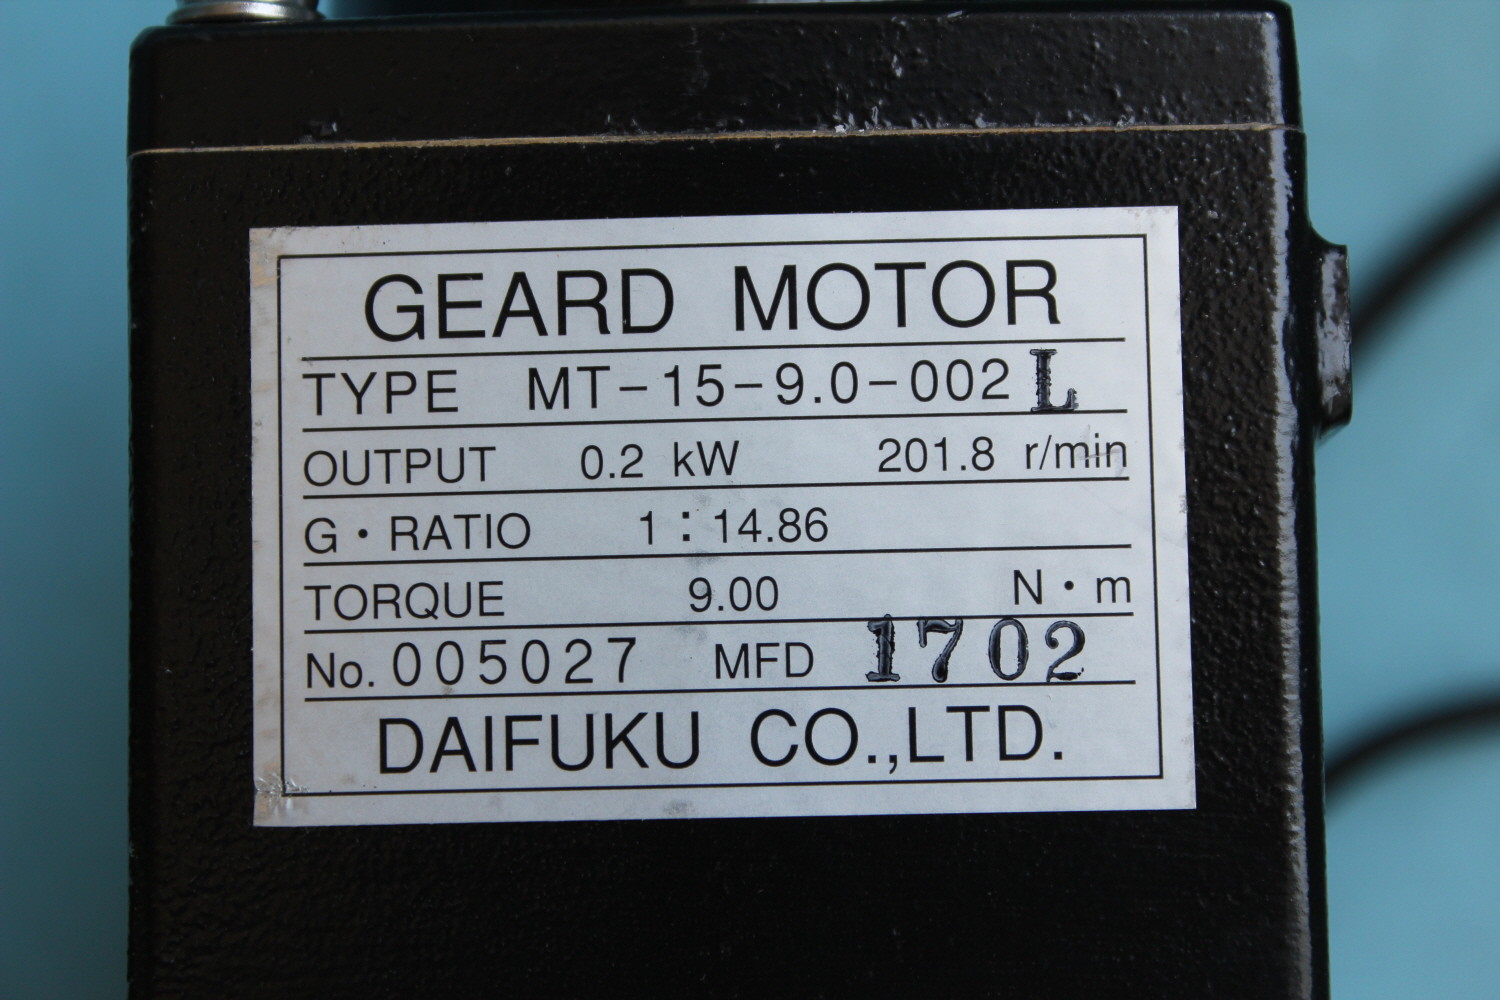 GEARD MOTOR
TYPE MT-15-9.0-002L
OUTPUT 0.2 kW 201.8 r/min
G・RATIO 1:14.86
TORQUE 9.00 N・m
No. 005027 MFD 1702
DAIFUKU CO.,LTD.